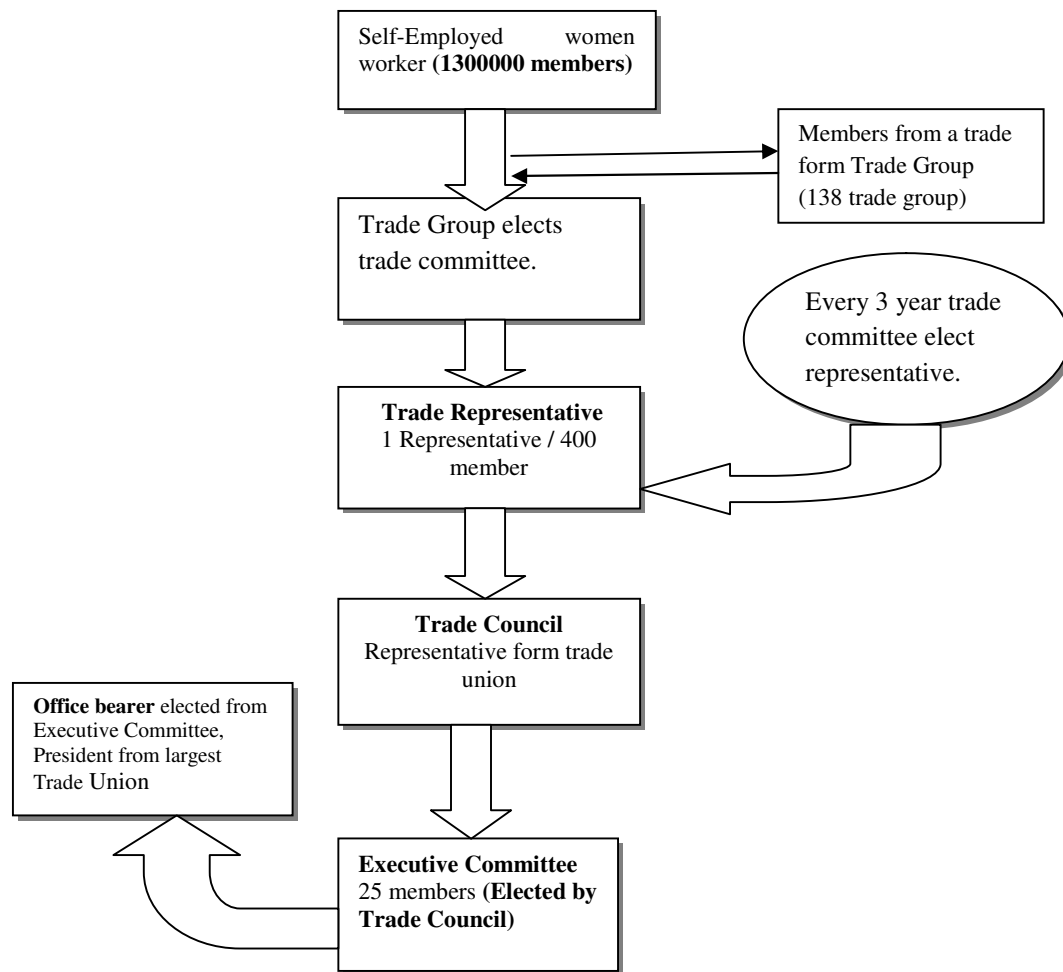 Self-Employed women
worker (1300000 members)
Members from a trade
form Trade Group
(138 trade group)
Trade Group elects
trade committee.
Every 3 year trade
committee elect
representative.
Trade Representative
1 Representative / 400
member
Trade Council
Representative form trade
union
Office bearer elected from
Executive Committee,
President from largest
Trade Union
Executive Committee
25 members (Elected by
Trade Council)